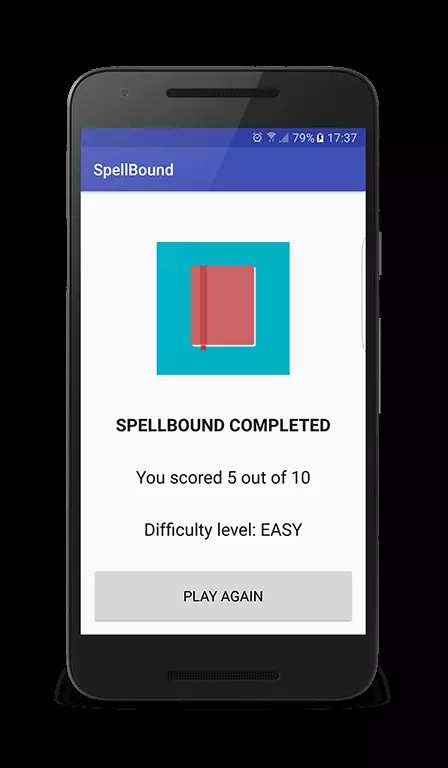 79% 17:37
SpellBound
SPELLBOUND COMPLETED
You scored 5 out of 10
Difficulty level: EASY
PLAY AGAIN